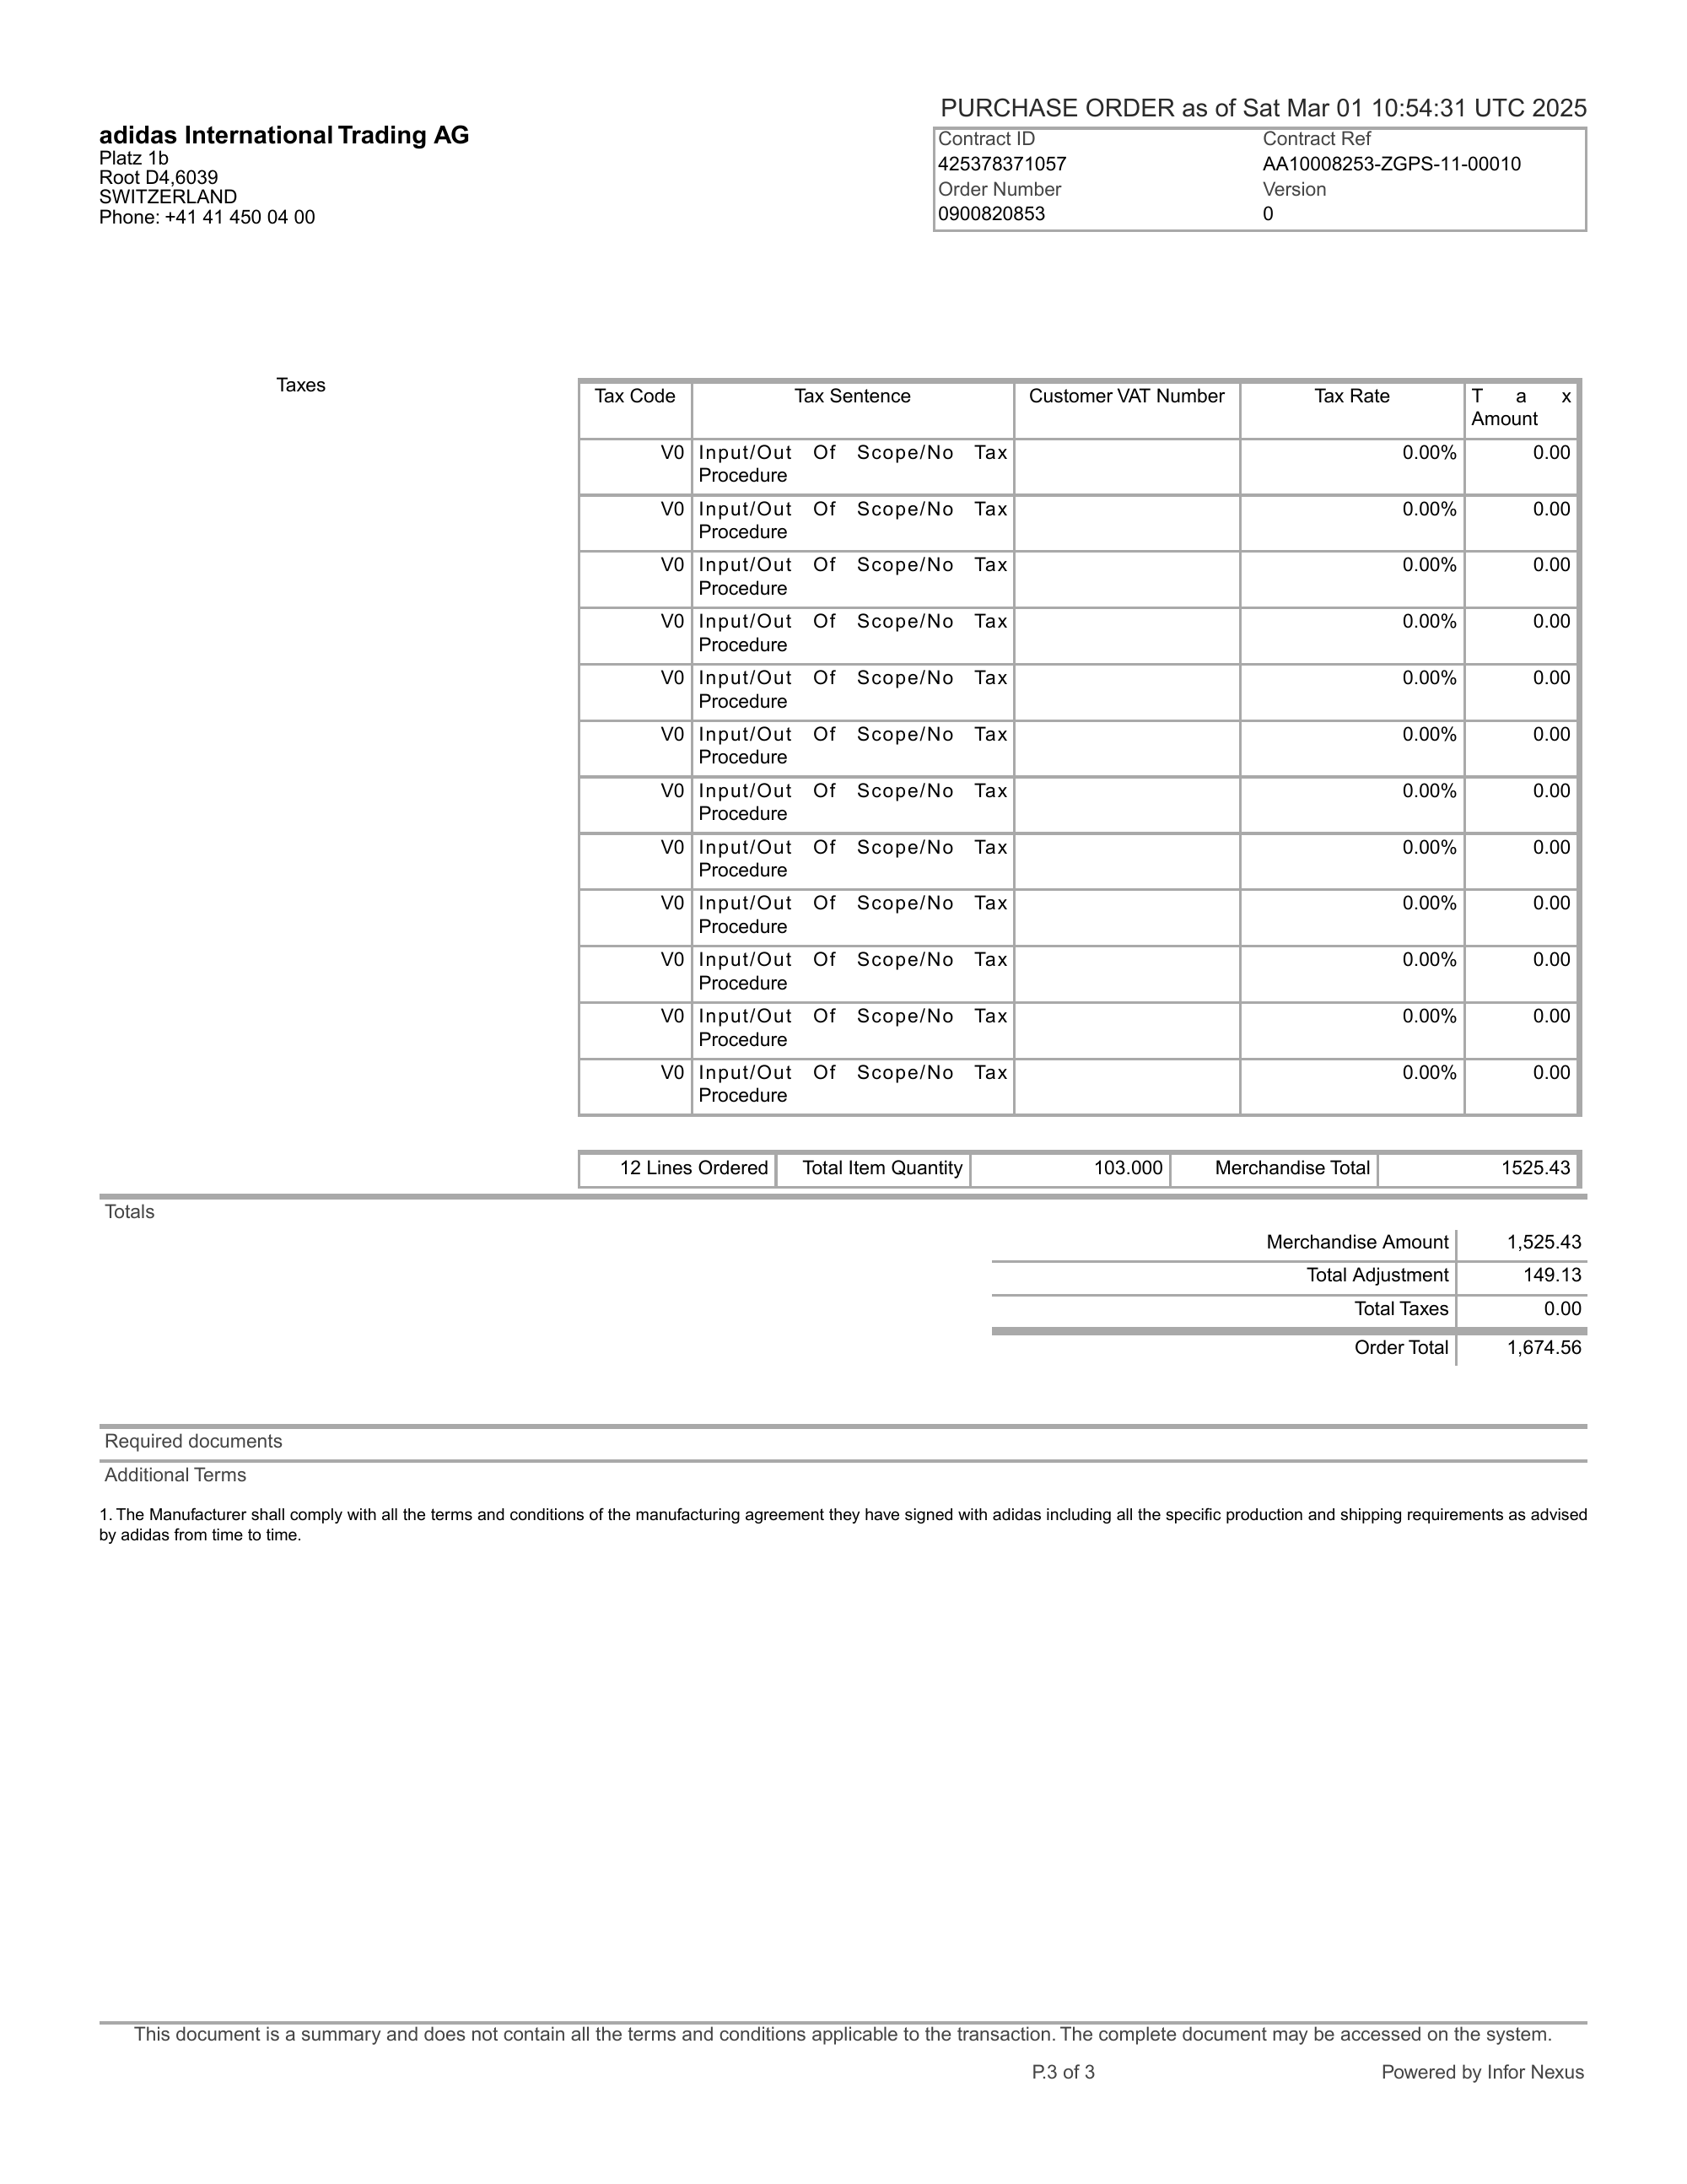 PURCHASE ORDER as of Sat Mar 01 10:54:31 UTC 2025
adidas International Trading AG
Platz 1b
Root D4,6039
SWITZERLAND
Phone: +41 41 450 04 00
Contract ID Contract Ref
425378371057 AA10008253-ZGPS-11-00010
Order Number Version
0900820853 0
Taxes
Tax Code Tax Sentence Customer VAT Number Tax Rate T a x
Amount
V0 Input/Out Of Scope/No Tax 0.00% 0.00
Procedure
V0 Input/Out Of Scope/No Tax 0.00% 0.00
Procedure
V0 Input/Out Of Scope/No Tax 0.00% 0.00
Procedure
V0 Input/Out Of Scope/No Tax 0.00% 0.00
Procedure
V0 Input/Out Of Scope/No Tax 0.00% 0.00
Procedure
V0 Input/Out Of Scope/No Tax 0.00% 0.00
Procedure
V0 Input/Out Of Scope/No Tax 0.00% 0.00
Procedure
V0 Input/Out Of Scope/No Tax 0.00% 0.00
Procedure
V0 Input/Out Of Scope/No Tax 0.00% 0.00
Procedure
V0 Input/Out Of Scope/No Tax 0.00% 0.00
Procedure
V0 Input/Out Of Scope/No Tax 0.00% 0.00
Procedure
V0 Input/Out Of Scope/No Tax 0.00% 0.00
Procedure
12 Lines Ordered Total Item Quantity 103.000 Merchandise Total 1525.43
Totals
Merchandise Amount 1,525.43
Total Adjustment 149.13
Total Taxes 0.00
Order Total 1,674.56
Required documents
Additional Terms
1. The Manufacturer shall comply with all the terms and conditions of the manufacturing agreement they have signed with adidas including all the specific production and shipping requirements as advised
by adidas from time to time.
This document is a summary and does not contain all the terms and conditions applicable to the transaction. The complete document may be accessed on the system.
P.3 of 3 Powered by Infor Nexus